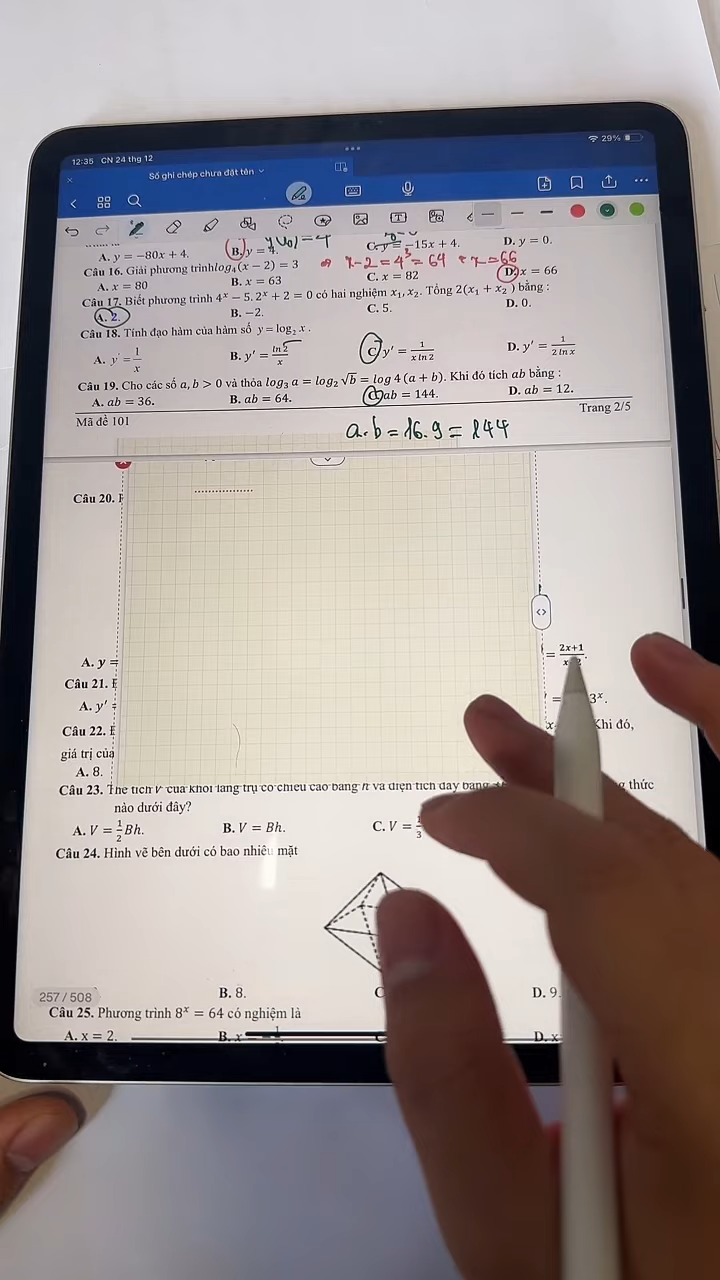 12:35 CN 24 thg 12
29%
Sổ ghi chép chưa đặt tên
y(x₀) = 4
A. y = −80x + 4. B. y = 4. C. y = −15x + 4. D. y = 0.
Câu 16. Giải phương trìnhlog₄(x − 2) = 3 x−2 = 4³ = 64 x = 66
A. x = 80 B. x = 63 C. x = 82 D. x = 66
Câu 17. Biết phương trình 4ˣ − 5. 2ˣ + 2 = 0 có hai nghiệm x₁, x₂. Tổng 2(x₁ + x₂ ) bằng :
A. 2. B. −2. C. 5. D. 0.
Câu 18. Tính đạo hàm của hàm số y = log₂ x .
A. y′ = 1/x B. y′ = ln2/x C. y′ = 1/(x ln 2) D. y′ = 1/(2 ln x)
Câu 19. Cho các số a, b > 0 và thỏa log₃ a = log₂ √b = log 4 (a + b). Khi đó tích ab bằng :
A. ab = 36. B. ab = 64. C. ab = 144. D. ab = 12.
Mã đề 101 Trang 2/5
a.b = 16.9 = 144
Câu 20.
A. y = = 2x+1
Câu 21.
A. y′ = 3ˣ.
Câu 22. Khi đó,
giá trị của
A. 8.
Câu 23. Thể tích V của khối lăng trụ có chiều cao bằng h và diện tích đáy bằng thức
nào dưới đây?
A. V = 1/2 Bh. B. V = Bh. C. V =
Câu 24. Hình vẽ bên dưới có bao nhiêu mặt
257 / 508 B. 8. C D. 9.
Câu 25. Phương trình 8ˣ = 64 có nghiệm là
A. x = 2. B. x D. x